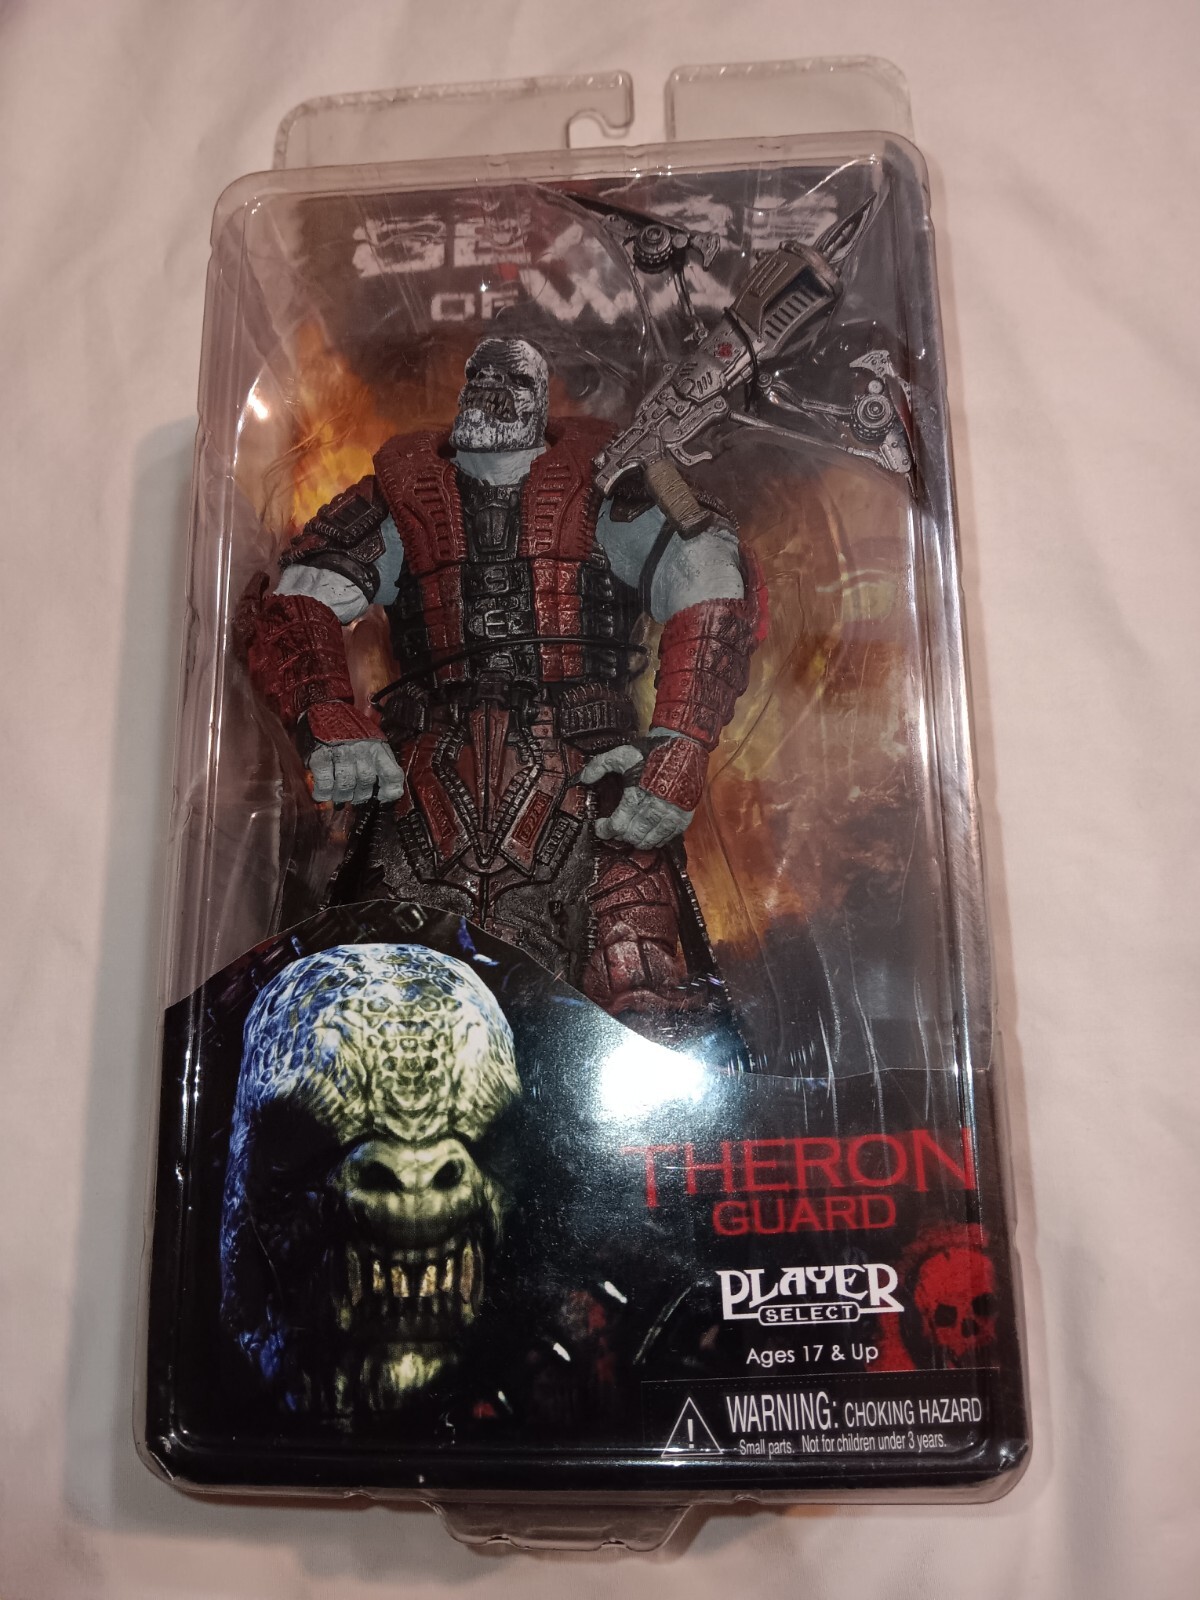 GEARS
OF WA
THERON
GUARD
PLAYER
SELECT
Ages 17 & Up
WARNING: CHOKING HAZARD
Small parts. Not for children under 3 years.